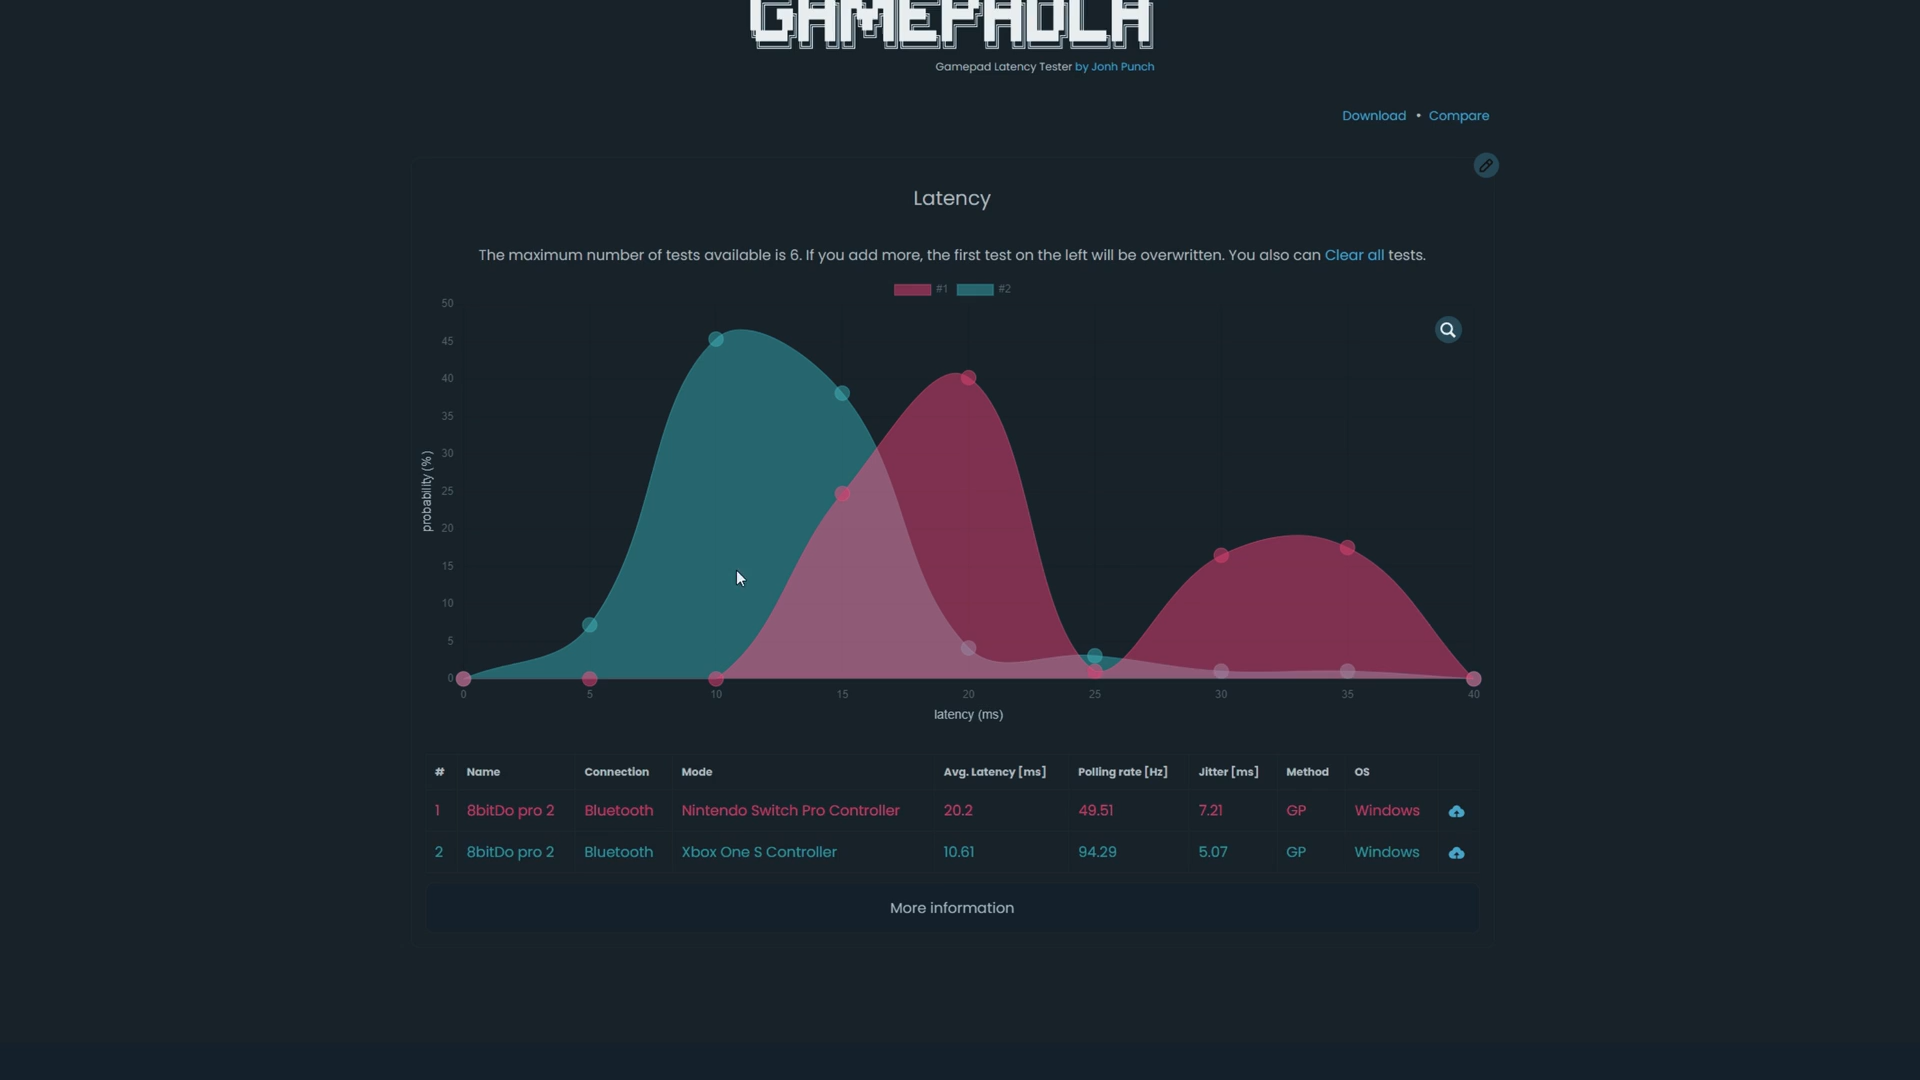 GAMEPADLA
Gamepad Latency Tester by Jonh Punch
Download • Compare
Latency
The maximum number of tests available is 6. If you add more, the first test on the left will be overwritten. You also can Clear all tests.
#1 #2
50
45
40
35
30
25
20
15
10
5
0
probability (%)
0 5 10 15 20 25 30 35 40
latency (ms)
# Name Connection Mode Avg. Latency [ms] Polling rate [Hz] Jitter [ms] Method OS
1 8bitDo pro 2 Bluetooth Nintendo Switch Pro Controller 20.2 49.51 7.21 GP Windows
2 8bitDo pro 2 Bluetooth Xbox One S Controller 10.61 94.29 5.07 GP Windows
More information